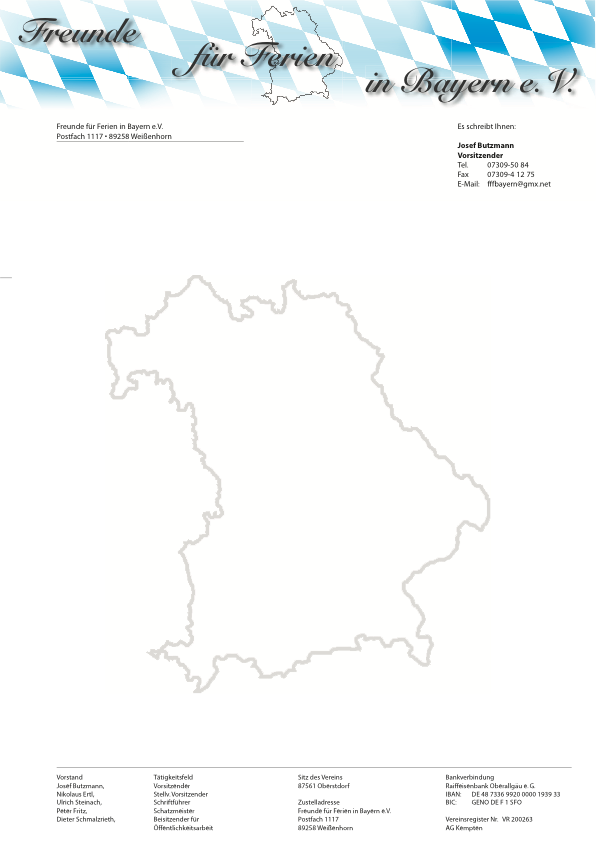 Freunde
für Ferien
in Bayern e.V.
Freunde für Ferien in Bayern e.V.
Postfach 1117 • 89258 Weißenhorn
Es schreibt Ihnen:
Josef Butzmann
Vorsitzender
Tel. 07309-50 84
Fax 07309-4 12 75
E-Mail: fffbayern@gmx.net
Vorstand
Josef Butzmann,
Nikolaus Ertl,
Ulrich Steinach,
Peter Fritz,
Dieter Schmalzrieth,
Tätigkeitsfeld
Vorsitzender
Stellv. Vorsitzender
Schriftführer
Schatzmeister
Beisitzender für
Öffentlichkeitsarbeit
Sitz des Vereins
87561 Oberstdorf
Zustelladresse
Freunde für Ferien in Bayern e.V.
Postfach 1117
89258 Weißenhorn
Bankverbindung
Raiffeisenbank Oberallgäu e. G.
IBAN: DE 48 7336 9920 0000 1939 33
BIC: GENO DE F 1 SFO
Vereinsregister Nr. VR 200263
AG Kempten